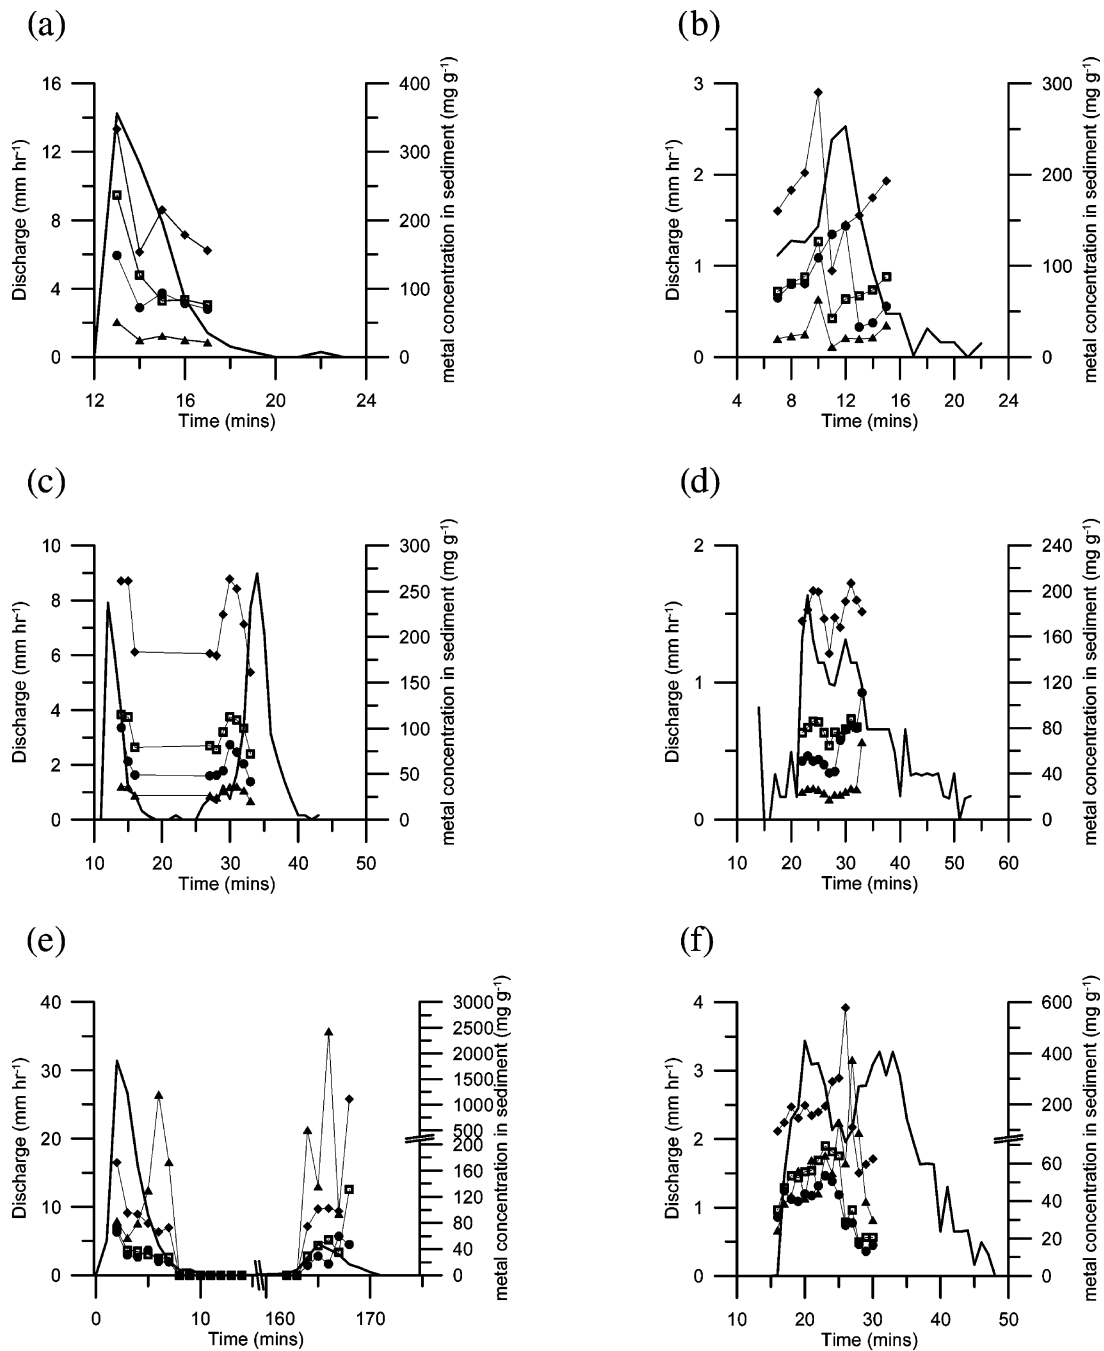 (a)
16
12
8
4
0
Discharge (mm hr-1)
400
300
200
100
0
metal concentration in sediment (mg g-1)
12 16 20 24
Time (mins)
(b)
3
2
1
0
Discharge (mm hr-1)
300
200
100
0
metal concentration in sediment (mg g-1)
4 8 12 16 20 24
Time (mins)
(c)
10
8
6
4
2
0
Discharge (mm hr-1)
300
250
200
150
100
50
0
metal concentration in sediment (mg g-1)
10 20 30 40 50
Time (mins)
(d)
2
1
0
Discharge (mm hr-1)
240
200
160
120
80
40
0
metal concentration in sediment (mg g-1)
10 20 30 40 50 60
Time (mins)
(e)
40
30
20
10
0
Discharge (mm hr-1)
3000
2500
2000
1500
1000
500
200
160
120
80
40
0
metal concentration in sediment (mg g-1)
0 10 160 170
Time (mins)
(f)
4
3
2
1
0
Discharge (mm hr-1)
600
400
200
60
40
20
0
metal concentration in sediment (mg g-1)
10 20 30 40 50
Time (mins)